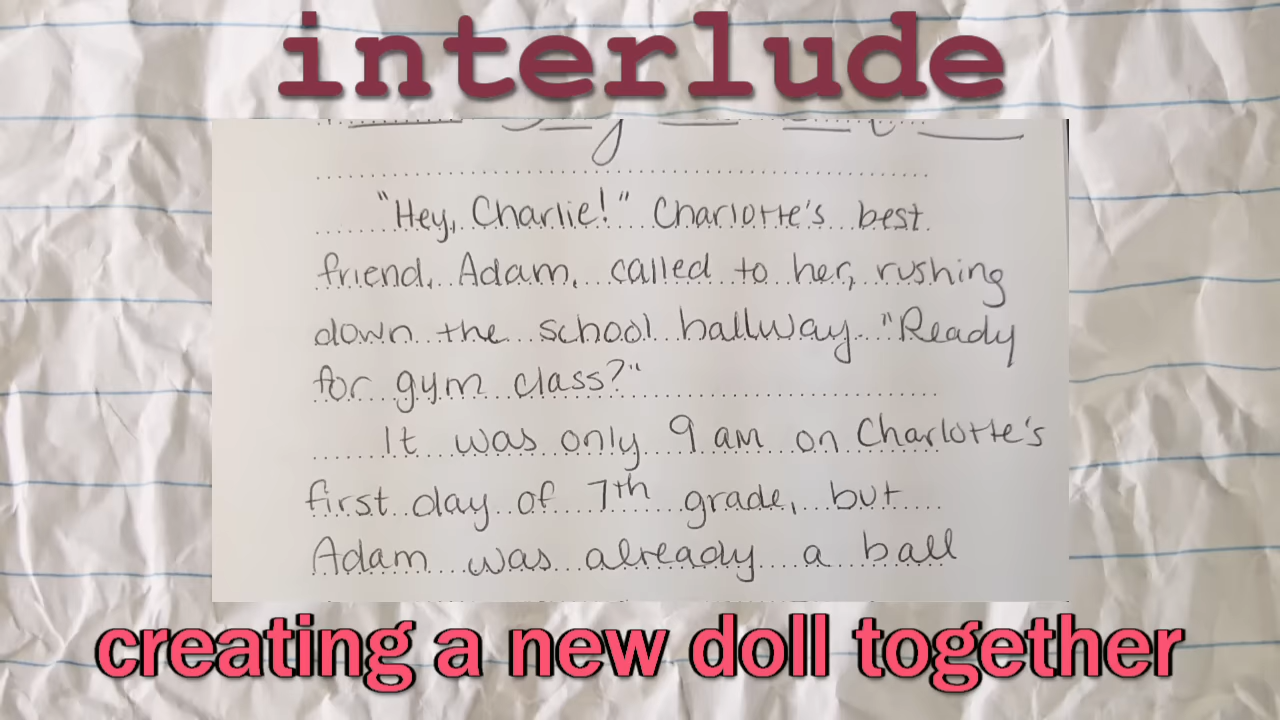 interlude
"Hey, Charlie!" Charlotte's best
friend, Adam, called to her, rushing
down the school hallway. "Ready
for gym class?"
It was only 9 am on Charlotte's
first day of 7th grade, but
Adam was already a ball
creating a new doll together